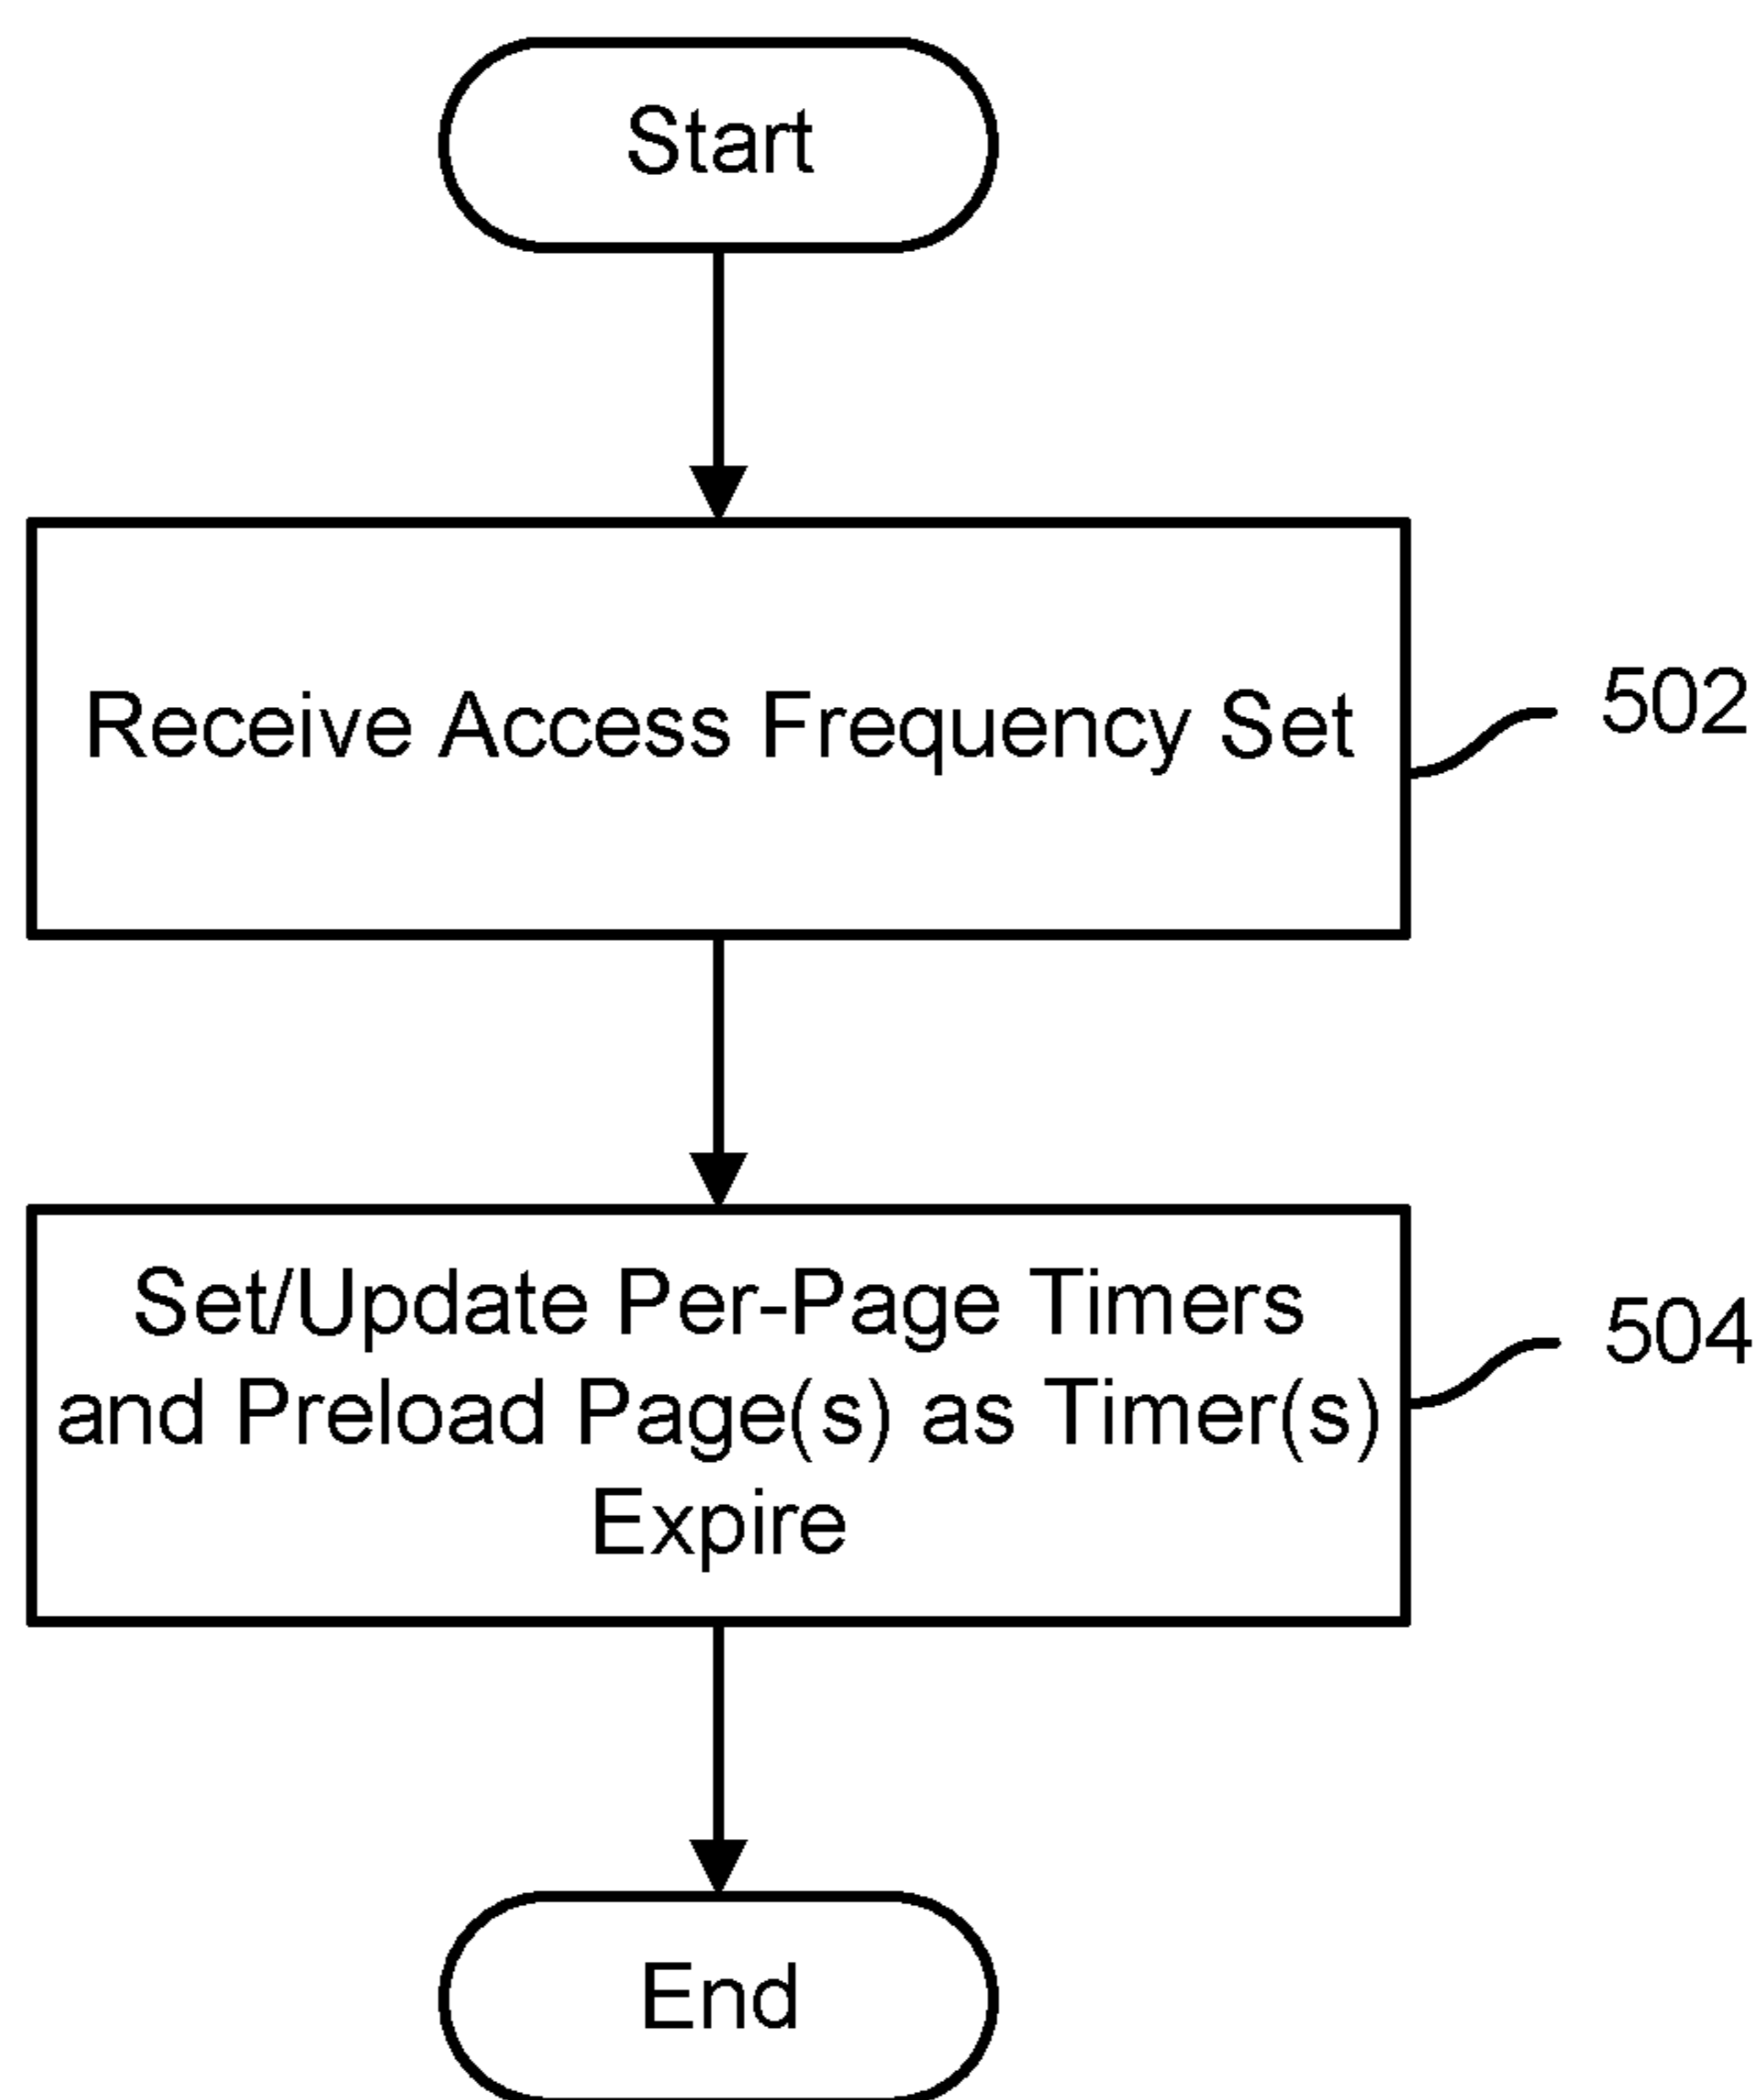 Start
Receive Access Frequency Set
502
Set/Update Per-Page Timers
and Preload Page(s) as Timer(s)
Expire
504
End